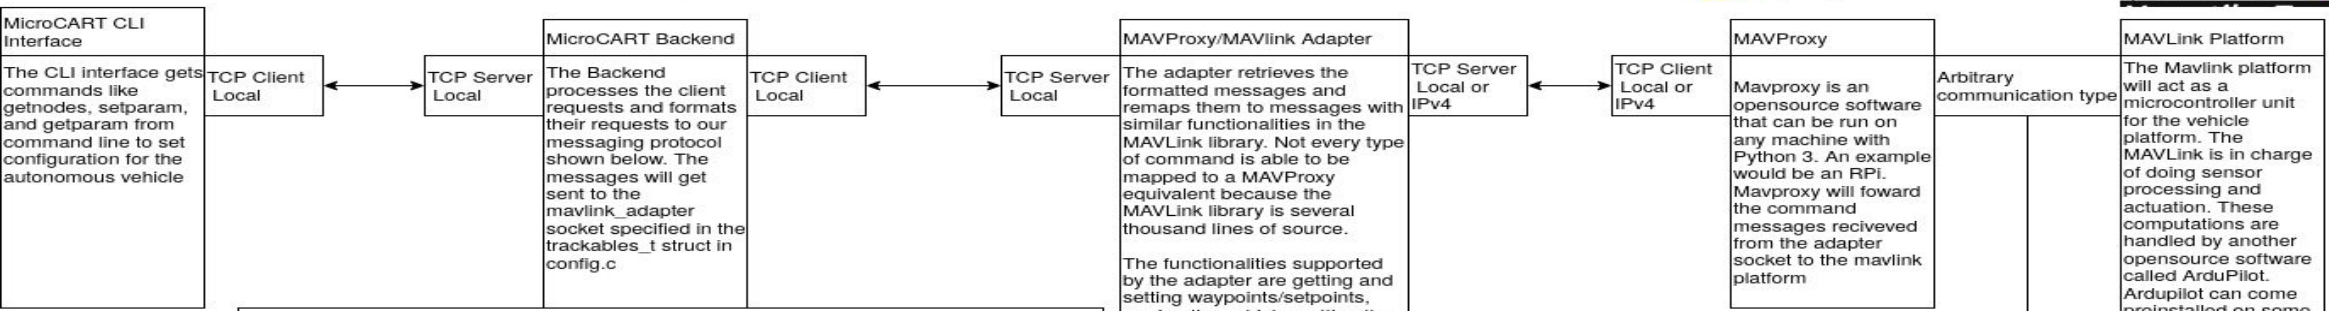 MicroCART CLI
Interface
The CLI interface gets
commands like
getnodes, setparam,
and getparam from
command line to set
configuration for the
autonomous vehicle
TCP Client
Local
TCP Server
Local
MicroCART Backend
The Backend
processes the client
requests and formats
their requests to our
messaging protocol
shown below. The
messages will get
sent to the
mavlink_adapter
socket specified in the
trackables_t struct in
config.c
TCP Client
Local
TCP Server
Local
MAVProxy/MAVlink Adapter
The adapter retrieves the
formatted messages and
remaps them to messages with
similar functionalities in the
MAVLink library. Not every type
of command is able to be
mapped to a MAVProxy
equivalent because the
MAVLink library is several
thousand lines of source.
The functionalities supported
by the adapter are getting and
setting waypoints/setpoints,
TCP Server
Local or
IPv4
TCP Client
Local or
IPv4
MAVProxy
Mavproxy is an
opensource software
that can be run on
any machine with
Python 3. An example
would be an RPi.
Mavproxy will foward
the command
messages reciveved
from the adapter
socket to the mavlink
platform
Arbitrary
communication type
MAVLink Platform
The Mavlink platform
will act as a
microcontroller unit
for the vehicle
platform. The
MAVLink is in charge
of doing sensor
processing and
actuation. These
computations are
handled by another
opensource software
called ArduPilot.
Ardupilot can come
preinstalled on some